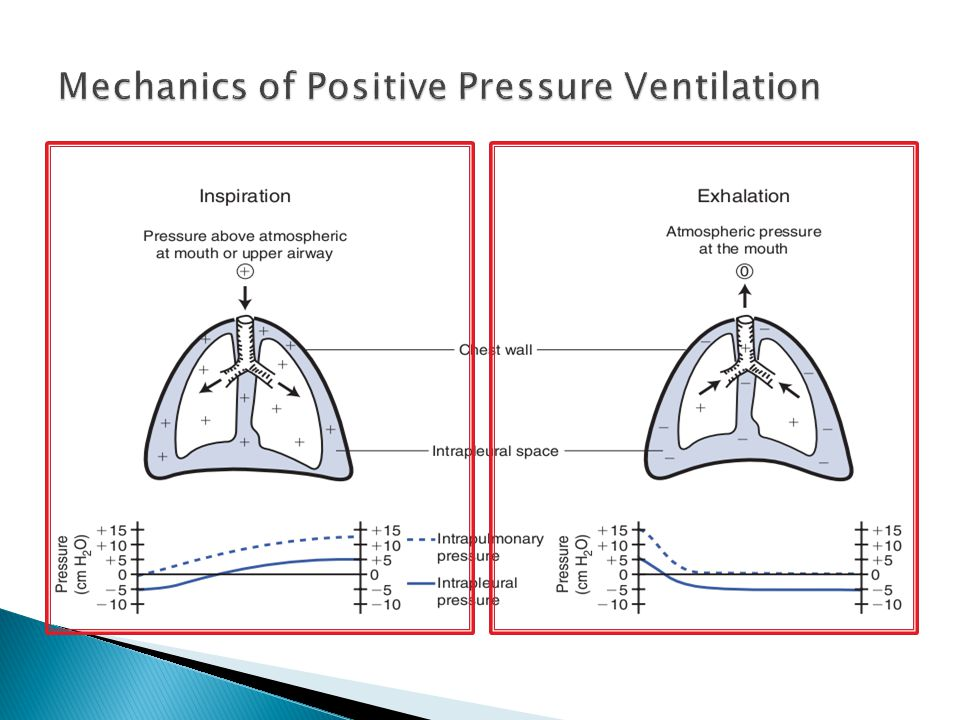 Mechanics of Positive Pressure Ventilation
Inspiration
Pressure above atmospheric
at mouth or upper airway
+
Exhalation
Atmospheric pressure
at the mouth
0
Chest wall
Intrapleural space
Pressure
(cm H₂O)
+15
+10
+5
0
−5
−10
+15
+10
+5
0
−5
−10
Intrapulmonary
pressure
Intrapleural
pressure
Pressure
(cm H₂O)
+15
+10
+5
0
−5
−10
+15
+10
+5
0
−5
−10